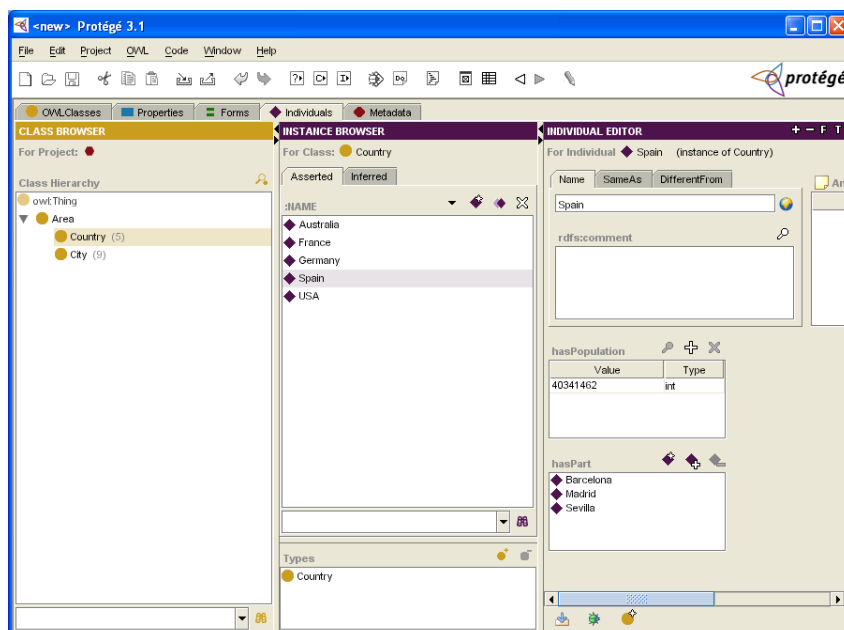 <new> Protégé 3.1
File Edit Project OWL Code Window Help
protégé
OWLClasses Properties Forms Individuals Metadata
CLASS BROWSER
For Project:
Class Hierarchy
owl:Thing
Area
Country (5)
City (9)
INSTANCE BROWSER
For Class: Country
Asserted Inferred
:NAME
Australia
France
Germany
Spain
USA
Types
Country
INDIVIDUAL EDITOR + - F T
For Individual Spain (instance of Country)
Name SameAs DifferentFrom
Spain
rdfs:comment
hasPopulation
Value Type
40341462 int
hasPart
Barcelona
Madrid
Sevilla